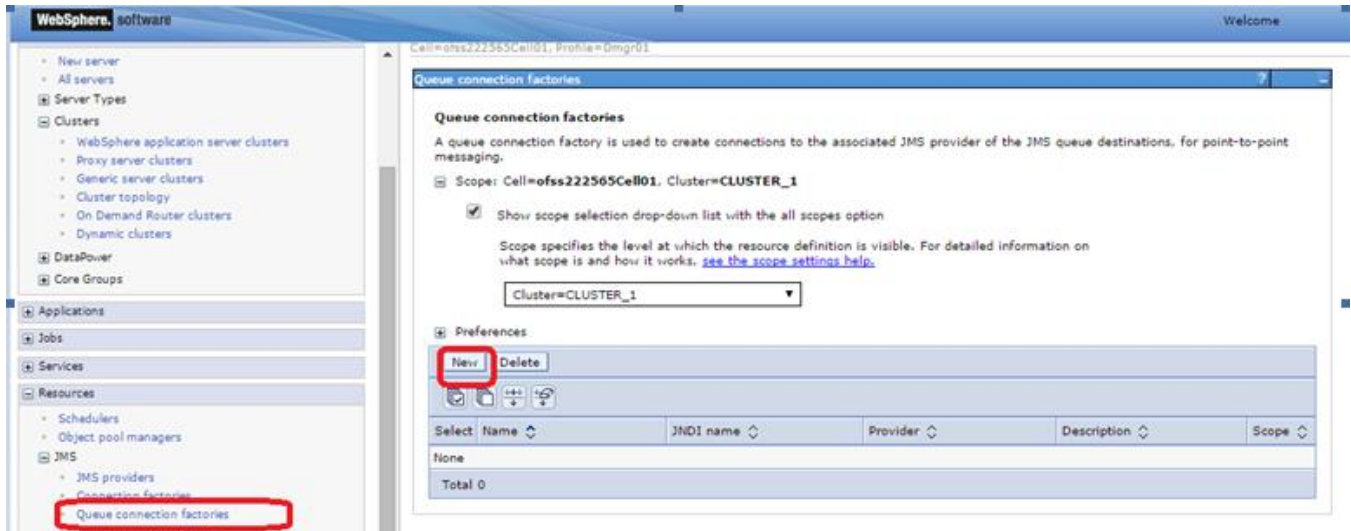 WebSphere. software
Welcome
New server
All servers
Server Types
Clusters
WebSphere application server clusters
Proxy server clusters
Generic server clusters
Cluster topology
On Demand Router clusters
Dynamic clusters
DataPower
Core Groups
Applications
Jobs
Services
Resources
Schedulers
Object pool managers
JMS
JMS providers
Connection factories
Queue connection factories
Cell=ofss222565Cell01, Profile=Dmgr01
Queue connection factories ? -
Queue connection factories
A queue connection factory is used to create connections to the associated JMS provider of the JMS queue destinations, for point-to-point
messaging.
Scope: Cell=ofss222565Cell01, Cluster=CLUSTER_1
Show scope selection drop-down list with the all scopes option
Scope specifies the level at which the resource definition is visible. For detailed information on
what scope is and how it works, see the scope settings help.
Cluster=CLUSTER_1
Preferences
New Delete
Select Name JNDI name Provider Description Scope
None
Total 0